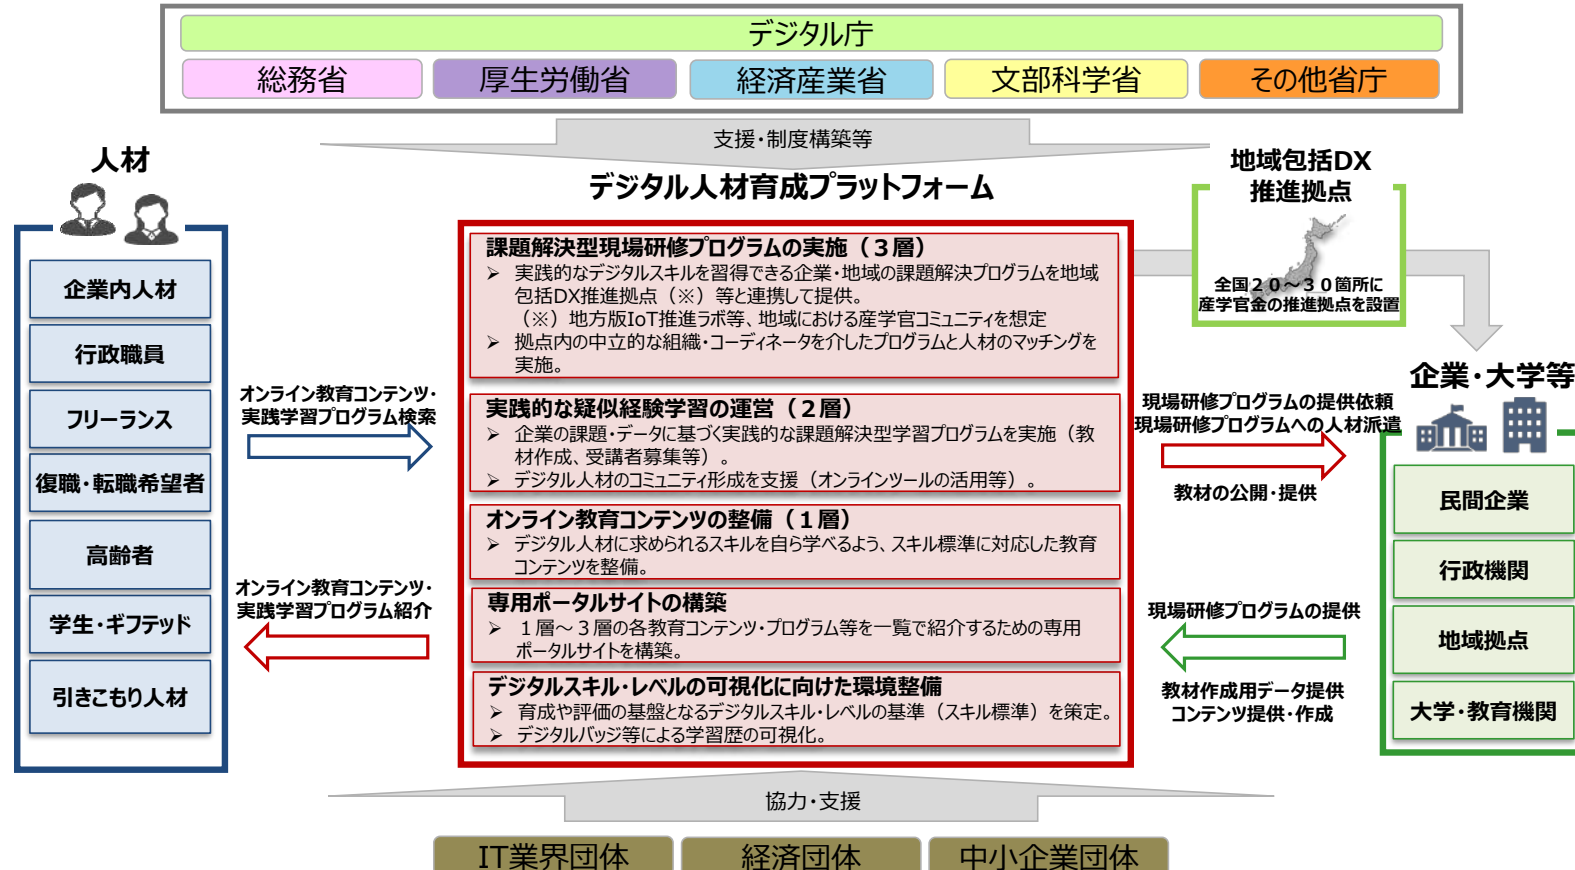 デジタル庁
総務省
厚生労働省
経済産業省
文部科学省
その他省庁
支援・制度構築等
人材
企業内人材
行政職員
フリーランス
復職・転職希望者
高齢者
学生・ギフテッド
引きこもり人材
オンライン教育コンテンツ・
実践学習プログラム検索
オンライン教育コンテンツ・
実践学習プログラム紹介
デジタル人材育成プラットフォーム
課題解決型現場研修プログラムの実施（３層）
➢ 実践的なデジタルスキルを習得できる企業・地域の課題解決プログラムを地域
包括DX推進拠点（※）等と連携して提供。
（※）地方版IoT推進ラボ等、地域における産学官コミュニティを想定
➢ 拠点内の中立的な組織・コーディネータを介したプログラムと人材のマッチングを
実施。
実践的な疑似経験学習の運営（２層）
➢ 企業の課題・データに基づく実践的な課題解決型学習プログラムを実施（教
材作成、受講者募集等）。
➢ デジタル人材のコミュニティ形成を支援（オンラインツールの活用等）。
オンライン教育コンテンツの整備（１層）
➢ デジタル人材に求められるスキルを自ら学べるよう、スキル標準に対応した教育
コンテンツを整備。
専用ポータルサイトの構築
➢ １層～３層の各教育コンテンツ・プログラム等を一覧で紹介するための専用
ポータルサイトを構築。
デジタルスキル・レベルの可視化に向けた環境整備
➢ 育成や評価の基盤となるデジタルスキル・レベルの基準（スキル標準）を策定。
➢ デジタルバッジ等による学習歴の可視化。
地域包括DX
推進拠点
全国２０～３０箇所に
産学官金の推進拠点を設置
現場研修プログラムの提供依頼
現場研修プログラムへの人材派遣
教材の公開・提供
現場研修プログラムの提供
教材作成用データ提供
コンテンツ提供・作成
企業・大学等
民間企業
行政機関
地域拠点
大学・教育機関
協力・支援
IT業界団体
経済団体
中小企業団体